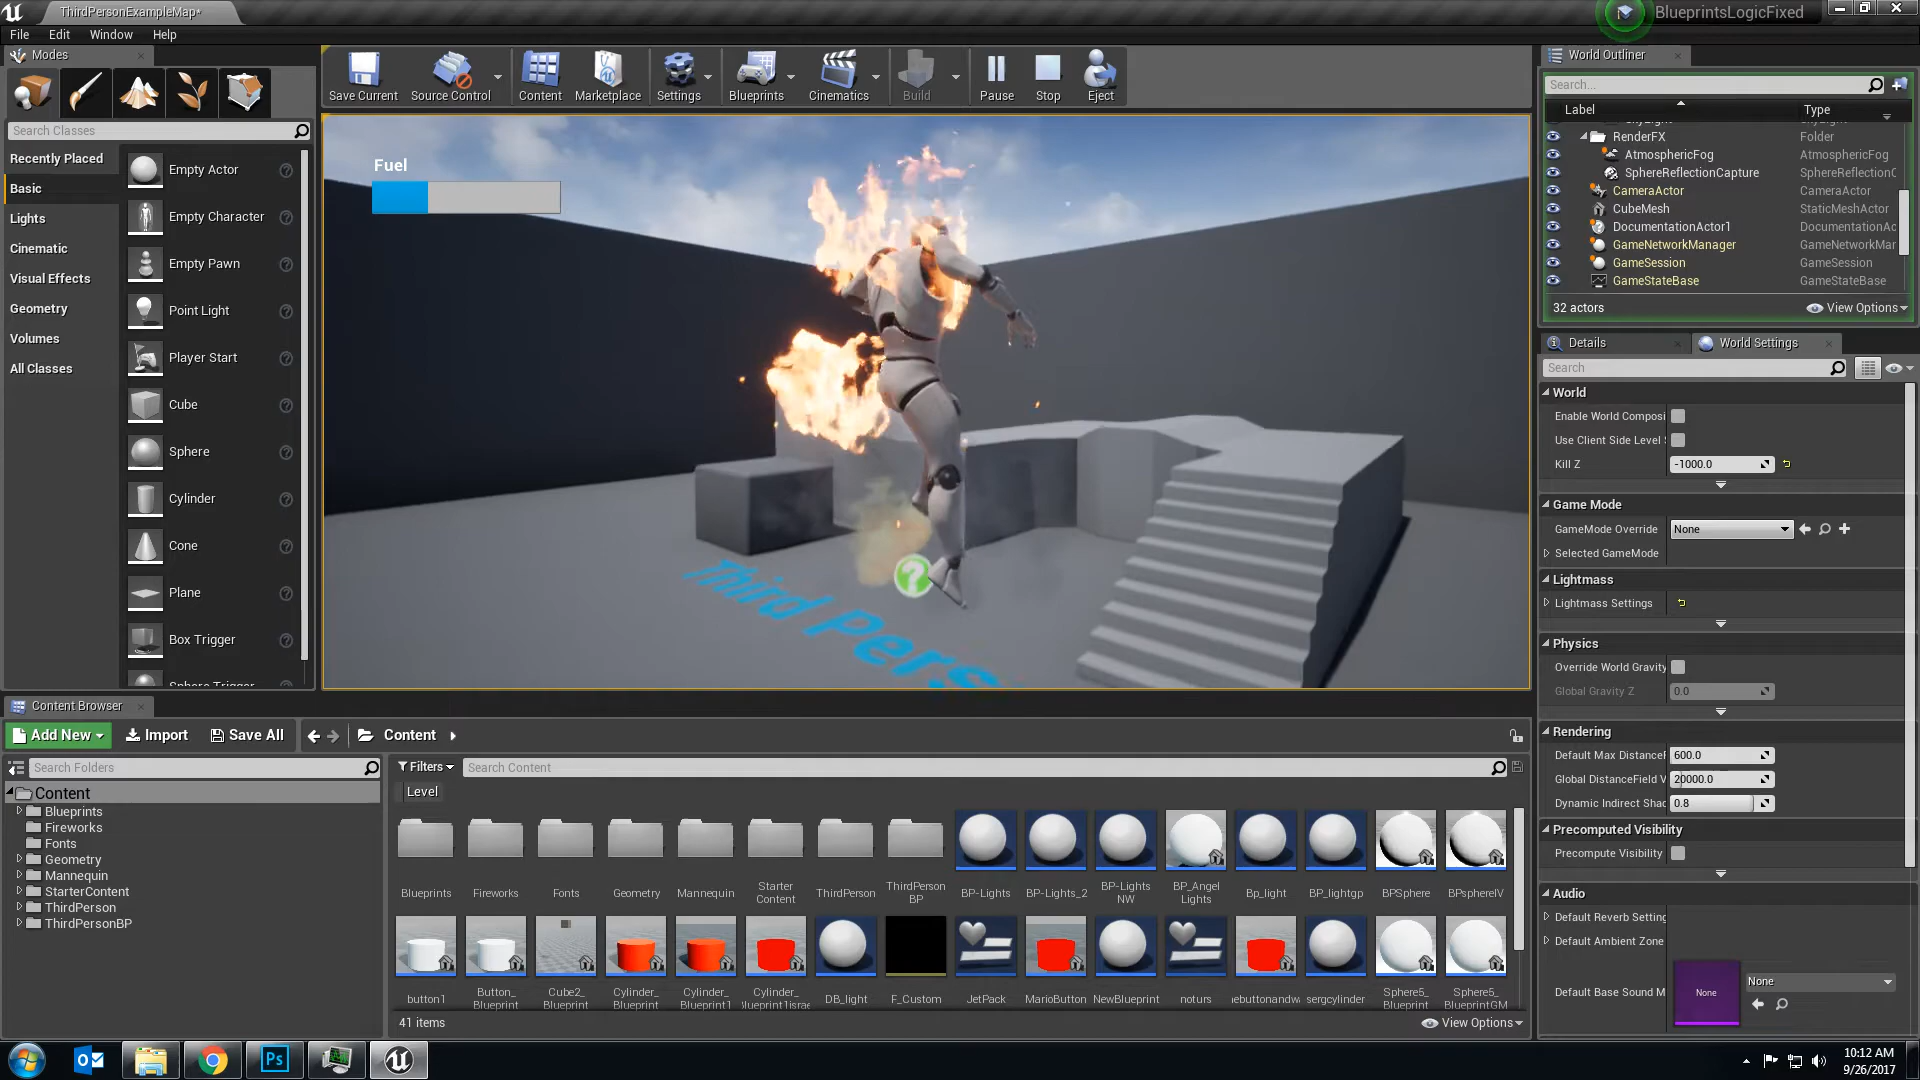 ThirdPersonExampleMap*
BlueprintsLogicFixed
File Edit Window Help
Modes
Save Current
Source Control
Content
Marketplace
Settings
Blueprints
Cinematics
Build
Pause
Stop
Eject
Search Classes
Recently Placed
Basic
Lights
Cinematic
Visual Effects
Geometry
Volumes
All Classes
Empty Actor
Empty Character
Empty Pawn
Point Light
Player Start
Cube
Sphere
Cylinder
Cone
Plane
Box Trigger
Sphere Trigger
Fuel
Third Pers
World Outliner
Search...
Label Type
SkyLight
RenderFX Folder
AtmosphericFog AtmosphericFog
SphereReflectionCapture SphereReflectionC
CameraActor CameraActor
CubeMesh StaticMeshActor
DocumentationActor1 DocumentationAc
GameNetworkManager GameNetworkMar
GameSession GameSession
GameStateBase GameStateBase
32 actors View Options
Details World Settings
Search
World
Enable World Composi
Use Client Side Level S
Kill Z -1000.0
Game Mode
GameMode Override None
Selected GameMode
Lightmass
Lightmass Settings
Physics
Override World Gravity
Global Gravity Z 0.0
Rendering
Default Max DistanceF 600.0
Global DistanceField V 20000.0
Dynamic Indirect Shac 0.8
Precomputed Visibility
Precompute Visibility
Audio
Default Reverb Setting
Default Ambient Zone
Default Base Sound M None None
Content Browser
Add New Import Save All Content
Search Folders
Content
Blueprints
Fireworks
Fonts
Geometry
Mannequin
StarterContent
ThirdPerson
ThirdPersonBP
Filters Search Content
Level
Blueprints
Fireworks
Fonts
Geometry
Mannequin
Starter
Content
ThirdPerson
ThirdPerson
BP
BP-Lights
BP-Lights_2
BP-Lights
NW
BP_Angel
Lights
Bp_light
BP_lightgp
BPSphere
BPsphereIV
button1
Button_
Blueprint
Cube2_
Blueprint
Cylinder_
Blueprint
Cylinder_
Blueprint1
Cylinder_
lueprint1israe
DB_light
F_Custom
JetPack
MarioButton
NewBlueprint
noturs
iebuttonandwa
sergcylinder
Sphere5_
Blueprint
Sphere5_
BlueprintGM
41 items View Options
Ps
10:12 AM
9/26/2017